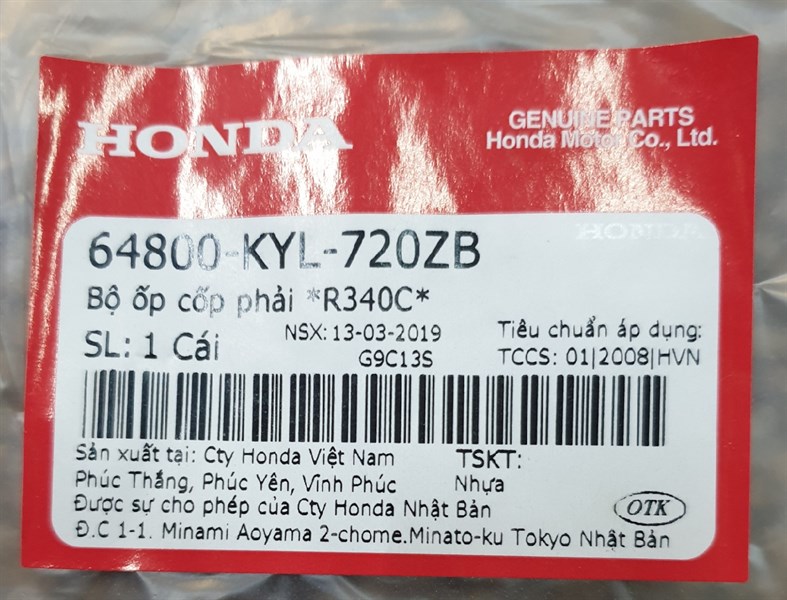 HONDA
GENUINE PARTS
Honda Motor Co., Ltd.
HONDA
64800-KYL-720ZB
Bộ ốp cốp phải *R340C*
SL: 1 Cái
NSX: 13-03-2019
G9C13S
Tiêu chuẩn áp dụng:
TCCS: 01|2008|HVN
Sản xuất tại: Cty Honda Việt Nam
TSKT:
Phúc Thắng, Phúc Yên, Vĩnh Phúc
Nhựa
Được sự cho phép của Cty Honda Nhật Bản
OTK
Đ.C 1-1. Minami Aoyama 2-chome.Minato-ku Tokyo Nhật Bản